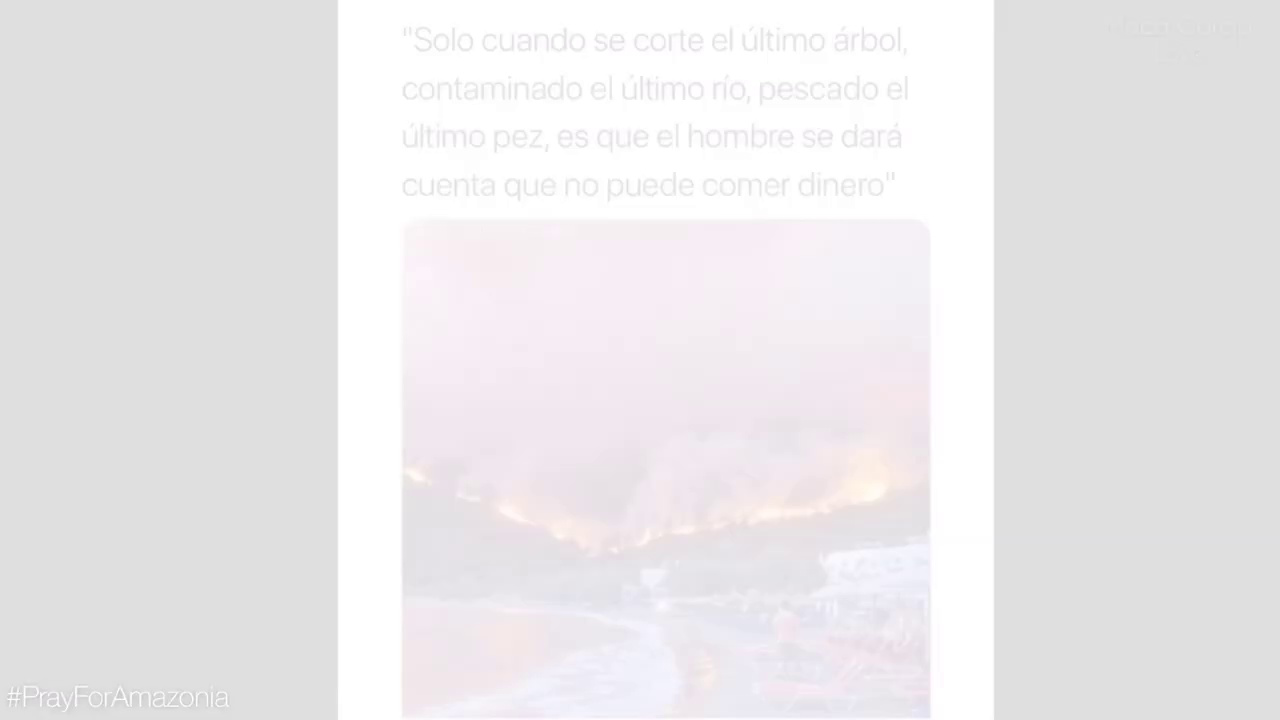 "Solo cuando se corte el último árbol,
contaminado el último río, pescado el
último pez, es que el hombre se dará
cuenta que no puede comer dinero"
#PrayForAmazonia